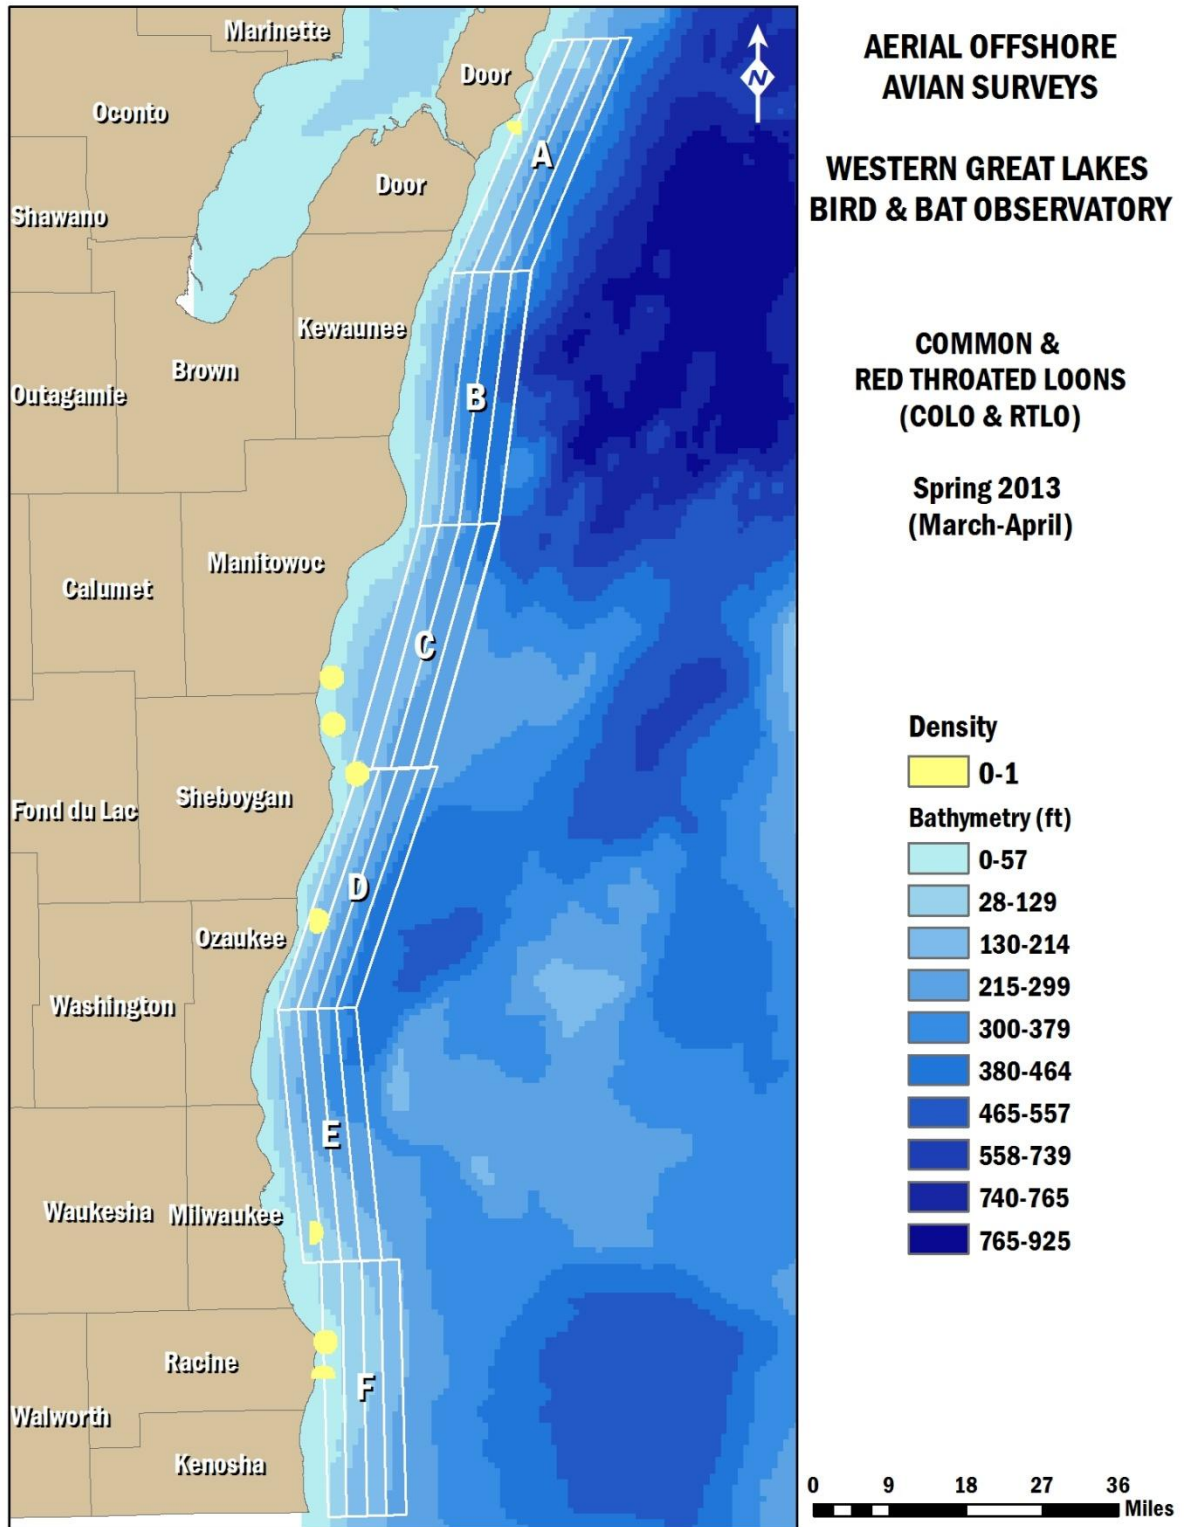 Marinette
Door
Oconto
A
Door
Shawano
Kewaunee
Brown
Outagamie
B
Manitowoc
Calumet
C
Sheboygan
Fond du Lac
D
Ozaukee
Washington
E
Waukesha
Milwaukee
Racine
F
Walworth
Kenosha
N
AERIAL OFFSHORE
AVIAN SURVEYS
WESTERN GREAT LAKES
BIRD & BAT OBSERVATORY
COMMON &
RED THROATED LOONS
(COLO & RTLO)
Spring 2013
(March-April)
Density
0-1
Bathymetry (ft)
0-57
28-129
130-214
215-299
300-379
380-464
465-557
558-739
740-765
765-925
0 9 18 27 36
Miles